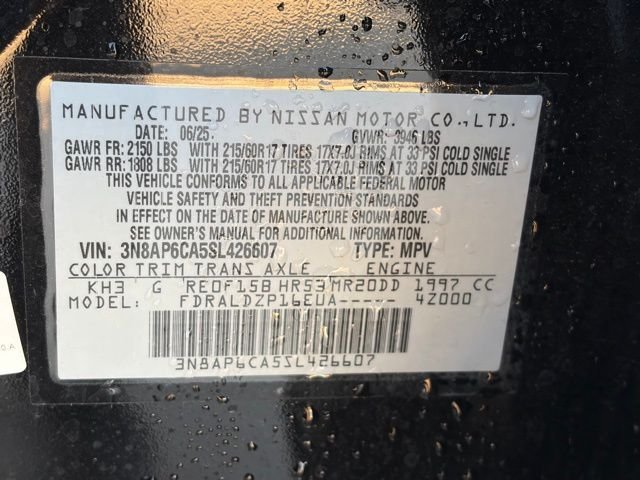 MANUFACTURED BY NISSAN MOTOR CO., LTD.
DATE: 06/25 GVWR: 3946 LBS
GAWR FR: 2150 LBS WITH 215/60R17 TIRES 17X7.0J RIMS AT 33 PSI COLD SINGLE
GAWR RR: 1808 LBS WITH 215/60R17 TIRES 17X7.0J RIMS AT 33 PSI COLD SINGLE
THIS VEHICLE CONFORMS TO ALL APPLICABLE FEDERAL MOTOR
VEHICLE SAFETY AND THEFT PREVENTION STANDARDS
IN EFFECT ON THE DATE OF MANUFACTURE SHOWN ABOVE.
SEE OWNER'S MANUAL FOR ADDITIONAL INFORMATION.
VIN: 3N8AP6CA5SL426607 TYPE: MPV
COLOR TRIM TRANS AXLE ENGINE
KH3 G RE0F15B HR53 MR20DD 1997 CC
MODEL: FDRALDZP16EUA----- 4Z000
3N8AP6CA5SL426607